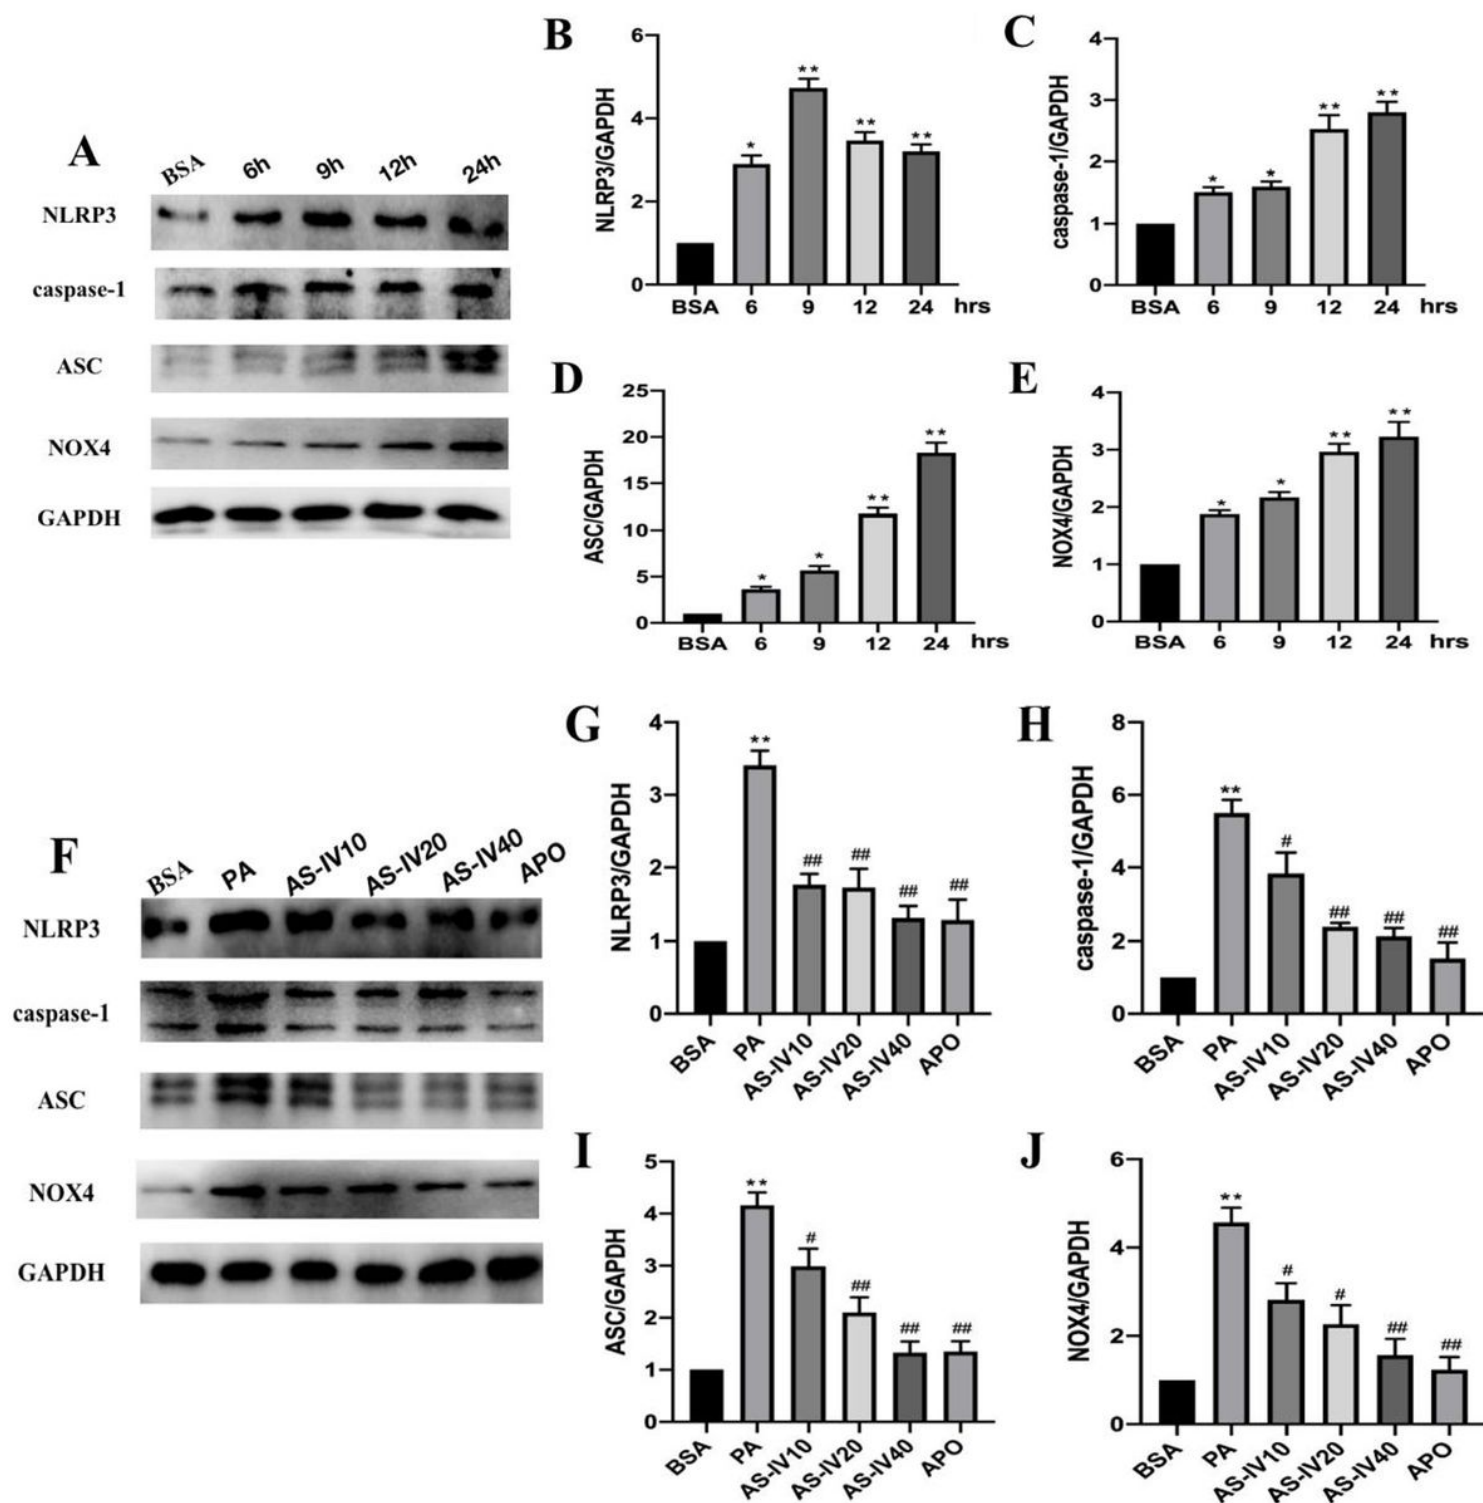 A
BSA 6h 9h 12h 24h
NLRP3
caspase-1
ASC
NOX4
GAPDH
B
NLRP3/GAPDH
6
4
2
0
* ** ** **
BSA 6 9 12 24 hrs
C
caspase-1/GAPDH
4
3
2
1
0
* * ** **
BSA 6 9 12 24 hrs
D
ASC/GAPDH
25
20
15
10
5
0
* * ** **
BSA 6 9 12 24 hrs
E
NOX4/GAPDH
4
3
2
1
0
* * ** **
BSA 6 9 12 24 hrs
F
BSA PA AS-IV10 AS-IV20 AS-IV40 APO
NLRP3
caspase-1
ASC
NOX4
GAPDH
G
NLRP3/GAPDH
4
3
2
1
0
** ## ## ## ##
BSA PA AS-IV10 AS-IV20 AS-IV40 APO
H
caspase-1/GAPDH
8
6
4
2
0
** # ## ## ##
BSA PA AS-IV10 AS-IV20 AS-IV40 APO
I
ASC/GAPDH
5
4
3
2
1
0
** # ## ## ##
BSA PA AS-IV10 AS-IV20 AS-IV40 APO
J
NOX4/GAPDH
6
4
2
0
** # # ## ##
BSA PA AS-IV10 AS-IV20 AS-IV40 APO